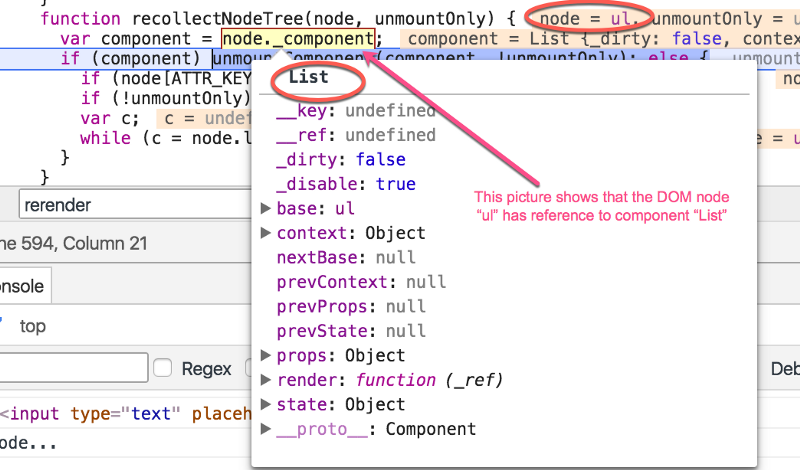 }
function recollectNodeTree(node, unmountOnly) { node = ul, unmountOnly = u
var component = node._component; component = List {_dirty: false, contex
if (component) unmountComponent(component, !unmountOnly); else { unmoun
if (node[ATTR_KEY no
if (!unmountOnly)
var c; c = undef
while (c = node.l e = u
}
}
List
__key: undefined
__ref: undefined
_dirty: false
_disable: true
base: ul
context: Object
nextBase: null
prevContext: null
prevProps: null
prevState: null
props: Object
render: function (_ref)
state: Object
__proto__: Component
This picture shows that the DOM node
"ul" has reference to component "List"
rerender
ne 594, Column 21
onsole
top
Regex
Deb
<input type="text" placeh
ode...